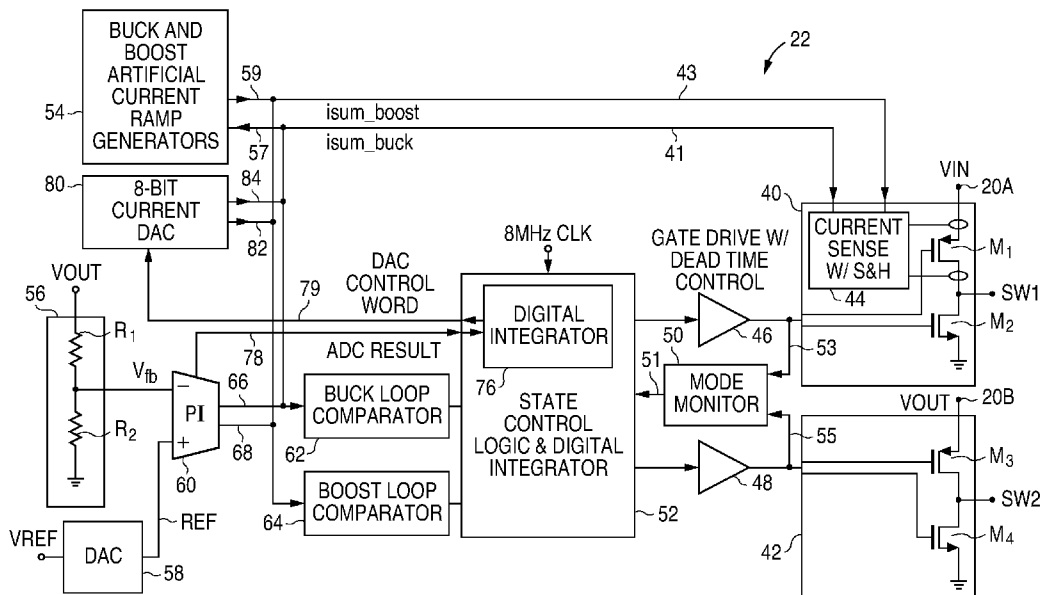 BUCK AND
BOOST
ARTIFICIAL
CURRENT
RAMP
GENERATORS
54
59
57
isum_boost
isum_buck
43
41
22
80
8-BIT
CURRENT
DAC
84
82
VOUT
56
R1
R2
Vfb
DAC
CONTROL
WORD
79
78
ADC RESULT
66
68
−
PI
+
60
REF
VREF
DAC
58
BUCK LOOP
COMPARATOR
62
BOOST LOOP
COMPARATOR
64
8MHz CLK
DIGITAL
INTEGRATOR
76
STATE
CONTROL
LOGIC & DIGITAL
INTEGRATOR
52
GATE DRIVE W/
DEAD TIME
CONTROL
46
50
51
MODE
MONITOR
53
55
48
VIN
20A
40
CURRENT
SENSE
W/ S&H
44
M1
SW1
M2
VOUT
20B
M3
SW2
M4
42